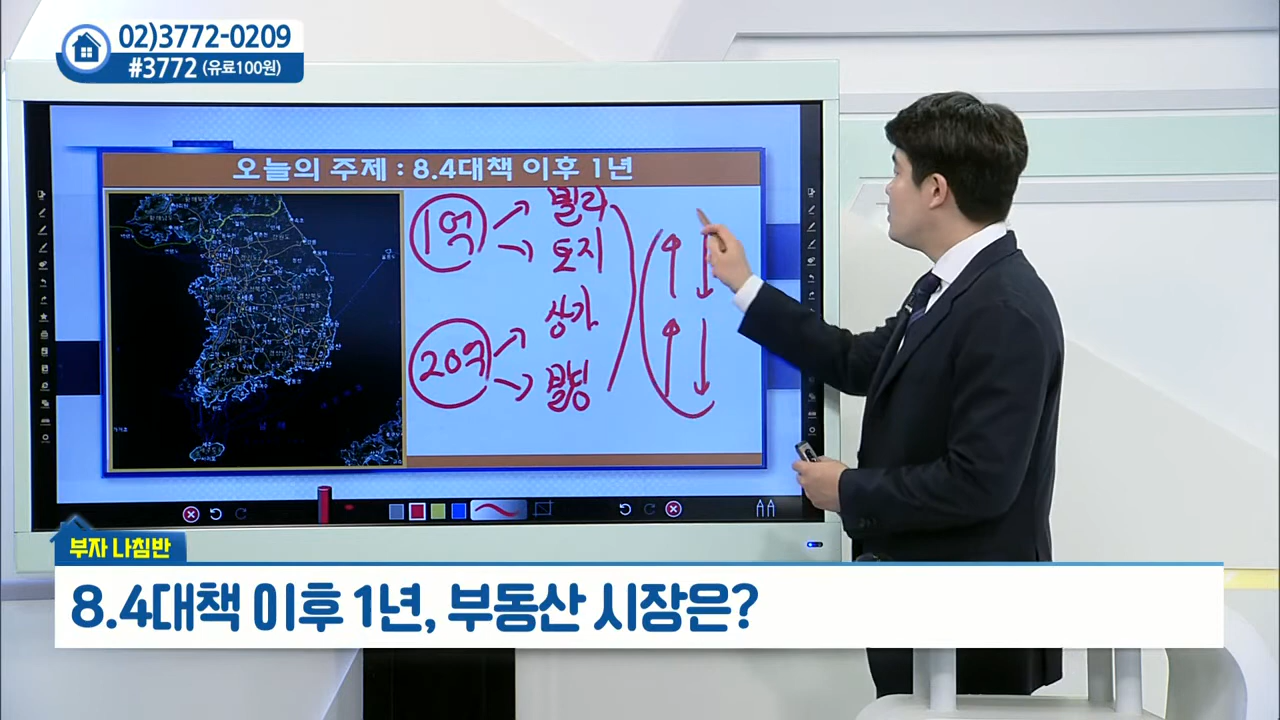 02)3772-0209
#3772 (유료100원)
오늘의 주제 : 8.4대책 이후 1년
1억
빌라
토지
20억
상가
빌딩
부자 나침반
8.4대책 이후 1년, 부동산 시장은?